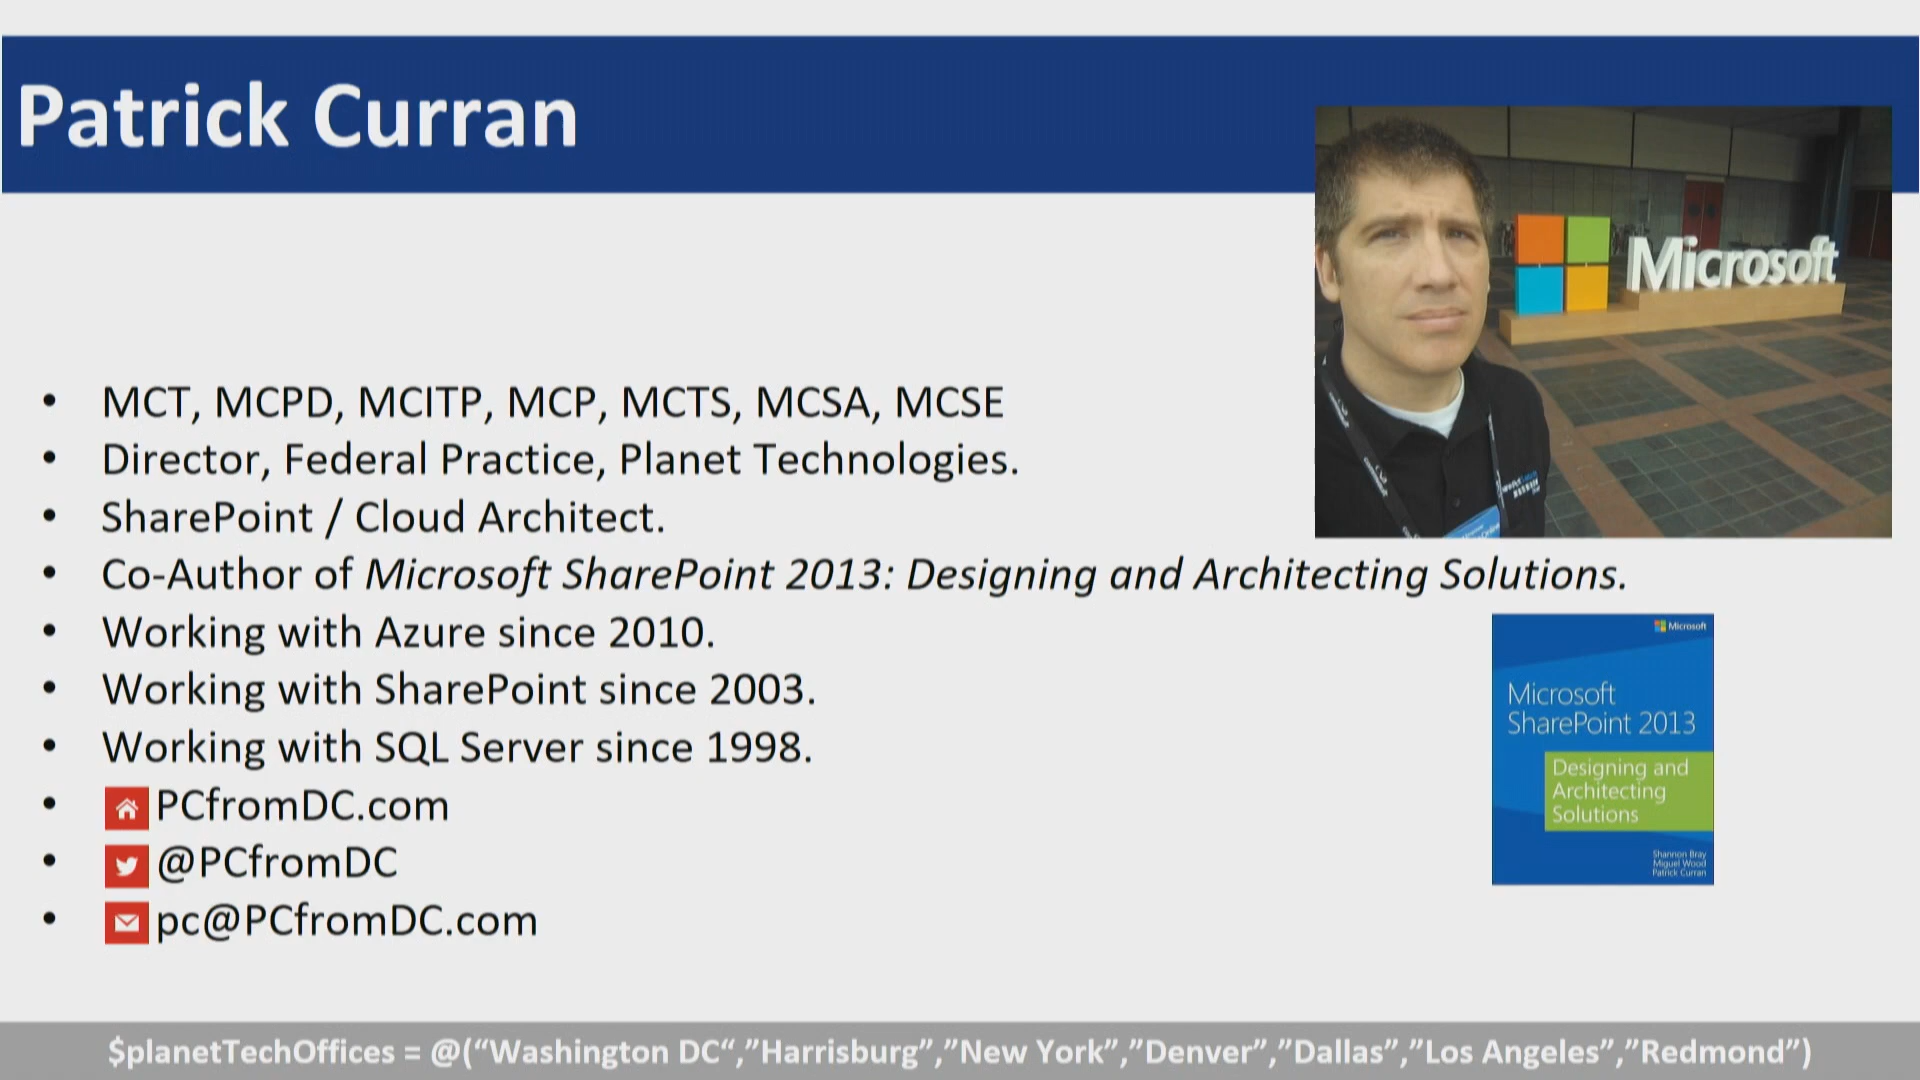 Patrick Curran
Microsoft
• MCT, MCPD, MCITP, MCP, MCTS, MCSA, MCSE
• Director, Federal Practice, Planet Technologies.
• SharePoint / Cloud Architect.
• Co-Author of Microsoft SharePoint 2013: Designing and Architecting Solutions.
• Working with Azure since 2010.
• Working with SharePoint since 2003.
• Working with SQL Server since 1998.
• PCfromDC.com
• @PCfromDC
• pc@PCfromDC.com
Microsoft
Microsoft
SharePoint 2013
Designing and
Architecting
Solutions
Shannon Bray
Miguel Wood
Patrick Curran
$planetTechOffices = @(“Washington DC“,”Harrisburg”,”New York”,”Denver”,”Dallas”,”Los Angeles”,”Redmond”)